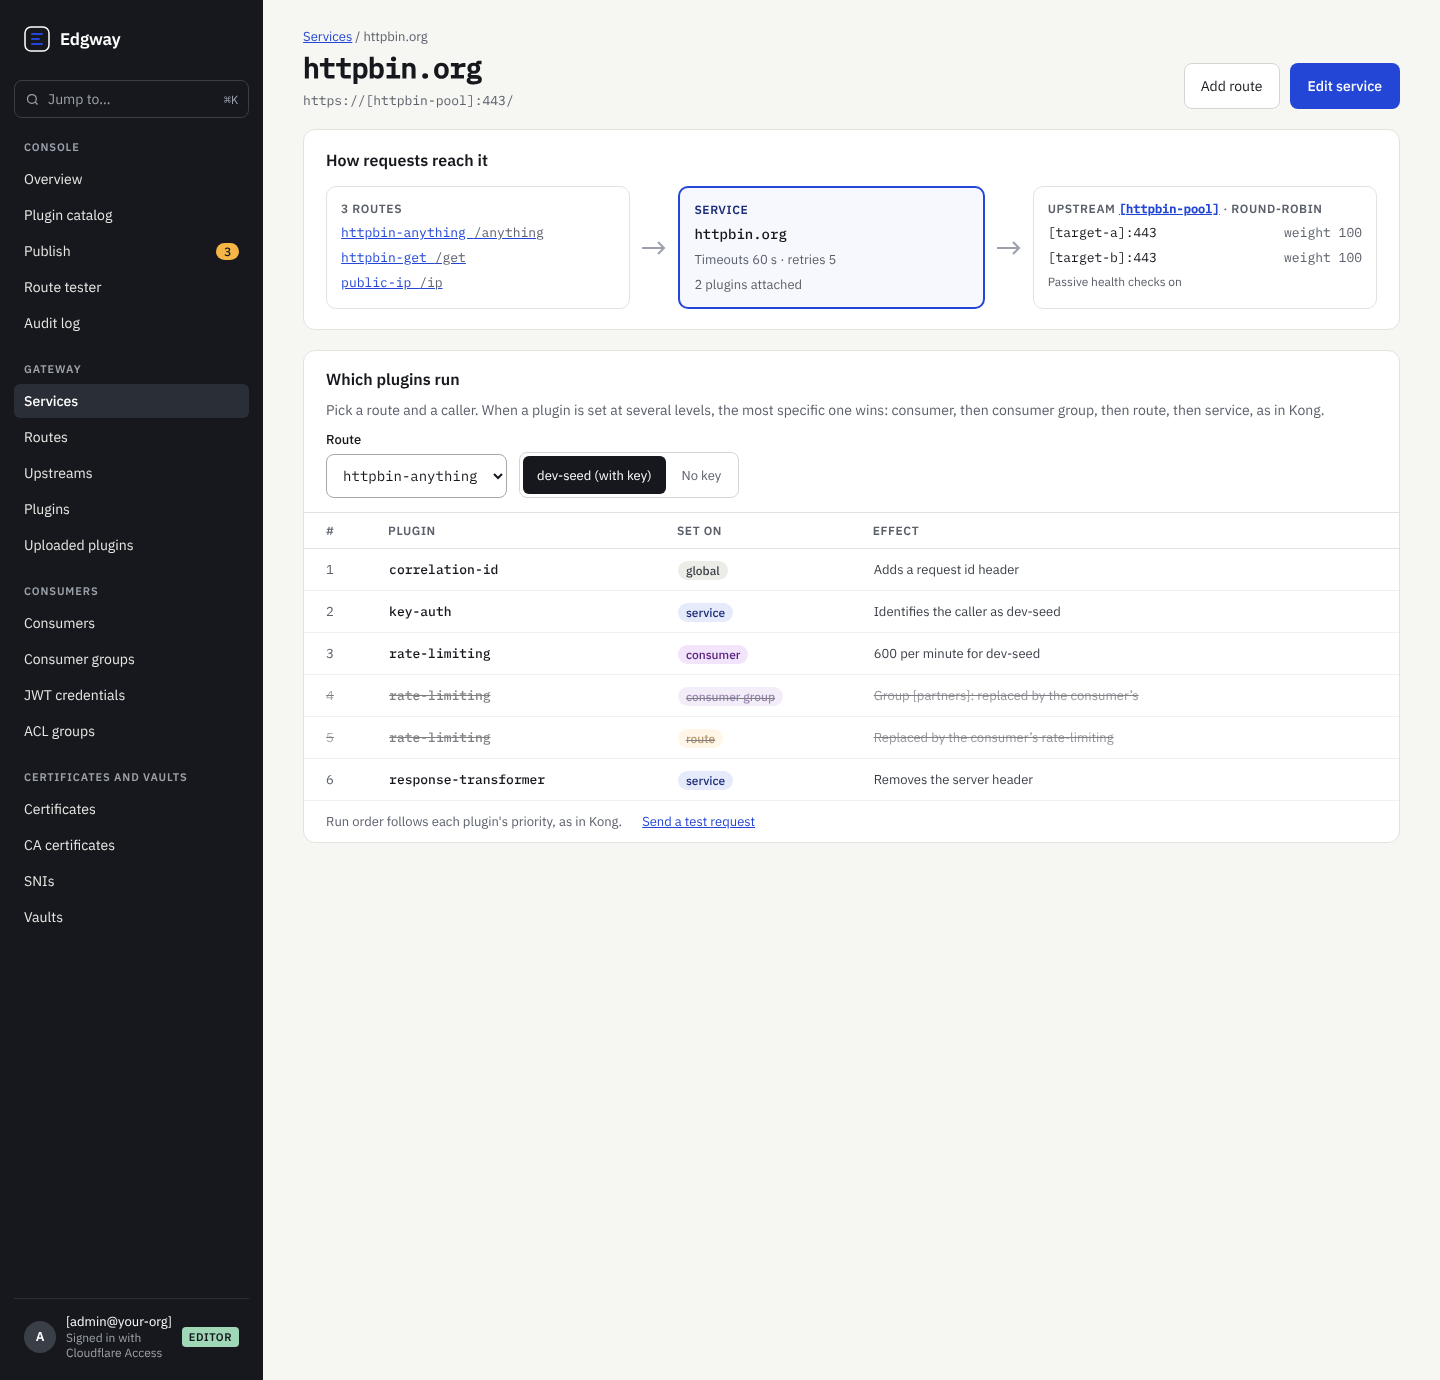 Edgway
Jump to...
⌘K
CONSOLE
Overview
Plugin catalog
Publish
3
Route tester
Audit log
GATEWAY
Services
Routes
Upstreams
Plugins
Uploaded plugins
CONSUMERS
Consumers
Consumer groups
JWT credentials
ACL groups
CERTIFICATES AND VAULTS
Certificates
CA certificates
SNIs
Vaults
A
[admin@your-org]
Signed in with
Cloudflare Access
EDITOR
Services / httpbin.org
httpbin.org
https://[httpbin-pool]:443/
Add route
Edit service
How requests reach it
3 ROUTES
httpbin-anything /anything
httpbin-get /get
public-ip /ip
SERVICE
httpbin.org
Timeouts 60 s · retries 5
2 plugins attached
UPSTREAM [httpbin-pool] · ROUND-ROBIN
[target-a]:443 weight 100
[target-b]:443 weight 100
Passive health checks on
Which plugins run
Pick a route and a caller. When a plugin is set at several levels, the most specific one wins: consumer, then consumer group, then route, then service, as in Kong.
Route
httpbin-anything
dev-seed (with key)
No key
# PLUGIN SET ON EFFECT
1 correlation-id global Adds a request id header
2 key-auth service Identifies the caller as dev-seed
3 rate-limiting consumer 600 per minute for dev-seed
4 rate-limiting consumer group Group [partners]: replaced by the consumer’s
5 rate-limiting route Replaced by the consumer’s rate-limiting
6 response-transformer service Removes the server header
Run order follows each plugin's priority, as in Kong. Send a test request